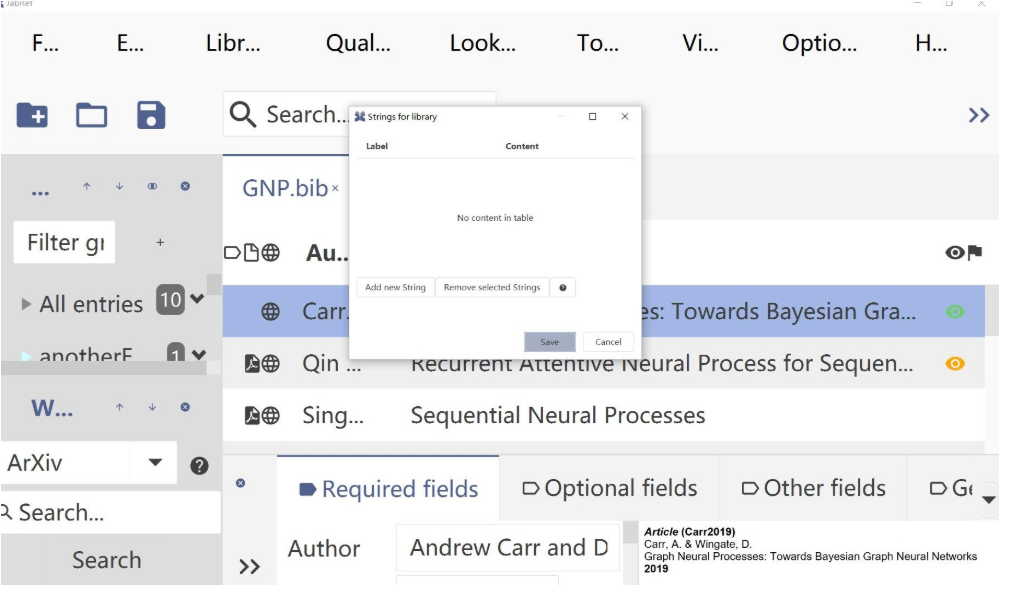 JabRef
F... E... Libr... Qual... Look... To... Vi... Optio... H...
Search...
Strings for library
Label Content
No content in table
Add new String Remove selected Strings
Save Cancel
...
Filter gr
All entries 10
anotherF 1
W...
ArXiv
Search...
Search
GNP.bib
Au..
Carr. es: Towards Bayesian Gra...
Qin ... Recurrent Attentive Neural Process for Sequen...
Sing... Sequential Neural Processes
Required fields Optional fields Other fields Ge
Author Andrew Carr and D
Article (Carr2019)
Carr, A. & Wingate, D.
Graph Neural Processes: Towards Bayesian Graph Neural Networks
2019